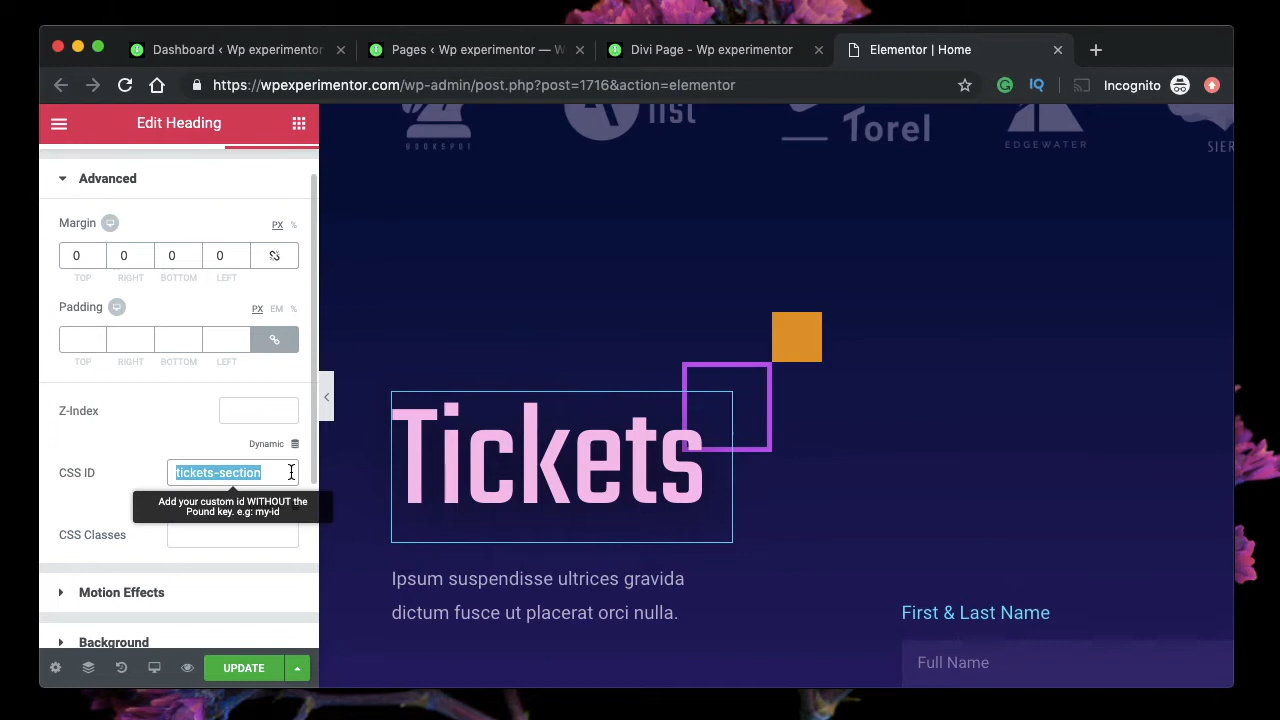 Dashboard ‹ Wp experimentor
Pages ‹ Wp experimentor — W
Divi Page - Wp experimentor
Elementor | Home
https://wpexperimentor.com/wp-admin/post.php?post=1716&action=elementor
Incognito
Edit Heading
Advanced
Margin
PX %
0 0 0 0
TOP RIGHT BOTTOM LEFT
Padding
PX EM %
TOP RIGHT BOTTOM LEFT
Z-Index
Dynamic
CSS ID
tickets-section
Add your custom id WITHOUT the
Pound key. e.g: my-id
CSS Classes
Motion Effects
Background
UPDATE
BOOKEPOT
list
Torel
EDGEWATER
SIER
Tickets
Ipsum suspendisse ultrices gravida
dictum fusce ut placerat orci nulla.
First & Last Name
Full Name